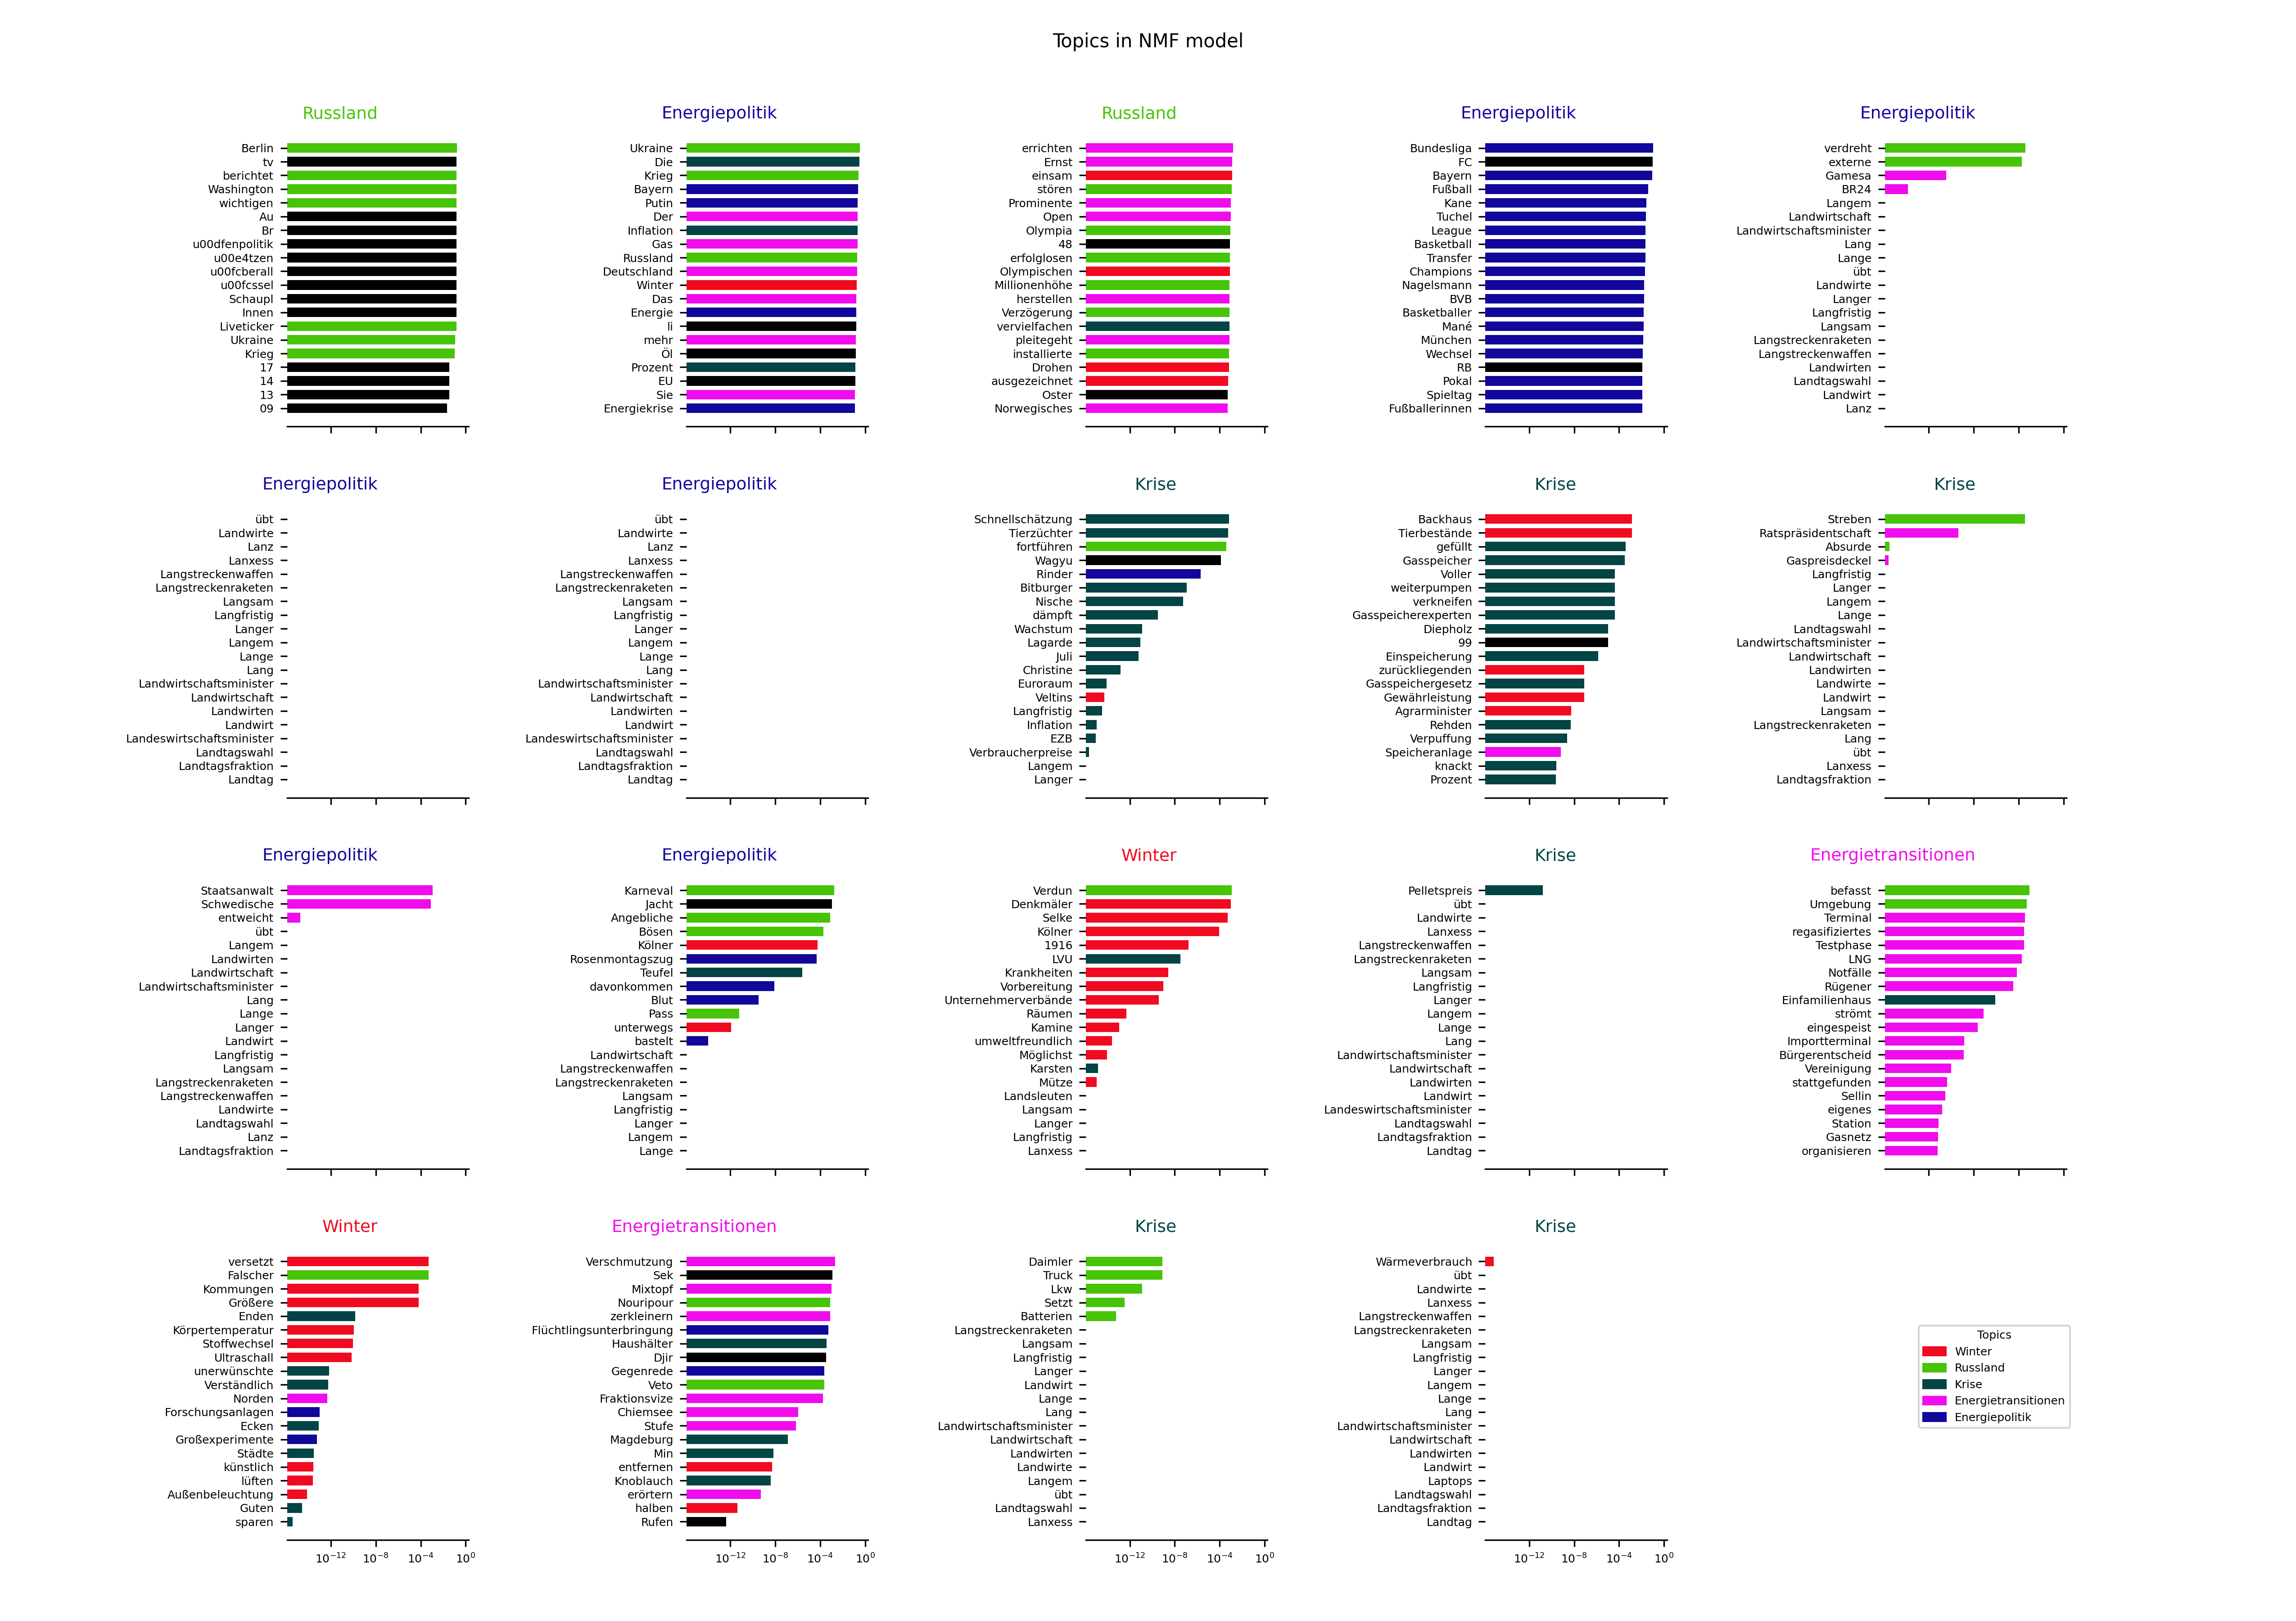 Topics in NMF model
Russland
Berlin
tv
berichtet
Washington
wichtigen
Au
Br
u00dfenpolitik
u00e4tzen
u00fcberall
u00fcssel
Schaupl
Innen
Liveticker
Ukraine
Krieg
17
14
13
09
Energiepolitik
Ukraine
Die
Krieg
Bayern
Putin
Der
Inflation
Gas
Russland
Deutschland
Winter
Das
Energie
li
mehr
Öl
Prozent
EU
Sie
Energiekrise
Russland
errichten
Ernst
einsam
stören
Prominente
Open
Olympia
48
erfolglosen
Olympischen
Millionenhöhe
herstellen
Verzögerung
vervielfachen
pleitegeht
installierte
Drohen
ausgezeichnet
Oster
Norwegisches
Energiepolitik
Bundesliga
FC
Bayern
Fußball
Kane
Tuchel
League
Basketball
Transfer
Champions
Nagelsmann
BVB
Basketballer
Mané
München
Wechsel
RB
Pokal
Spieltag
Fußballerinnen
Energiepolitik
verdreht
externe
Gamesa
BR24
Langem
Landwirtschaft
Landwirtschaftsminister
Lang
Lange
übt
Landwirte
Langer
Langfristig
Langsam
Langstreckenraketen
Langstreckenwaffen
Landwirten
Landtagswahl
Landwirt
Lanz
Energiepolitik
übt
Landwirte
Lanz
Lanxess
Langstreckenwaffen
Langstreckenraketen
Langsam
Langfristig
Langer
Langem
Lange
Lang
Landwirtschaftsminister
Landwirtschaft
Landwirten
Landwirt
Landeswirtschaftsminister
Landtagswahl
Landtagsfraktion
Landtag
Energiepolitik
übt
Landwirte
Lanz
Lanxess
Langstreckenwaffen
Langstreckenraketen
Langsam
Langfristig
Langer
Langem
Lange
Lang
Landwirtschaftsminister
Landwirtschaft
Landwirten
Landwirt
Landeswirtschaftsminister
Landtagswahl
Landtagsfraktion
Landtag
Krise
Schnellschätzung
Tierzüchter
fortführen
Wagyu
Rinder
Bitburger
Nische
dämpft
Wachstum
Lagarde
Juli
Christine
Euroraum
Veltins
Langfristig
Inflation
EZB
Verbraucherpreise
Langem
Langer
Krise
Backhaus
Tierbestände
gefüllt
Gasspeicher
Voller
weiterpumpen
verkneifen
Gasspeicherexperten
Diepholz
99
Einspeicherung
zurückliegenden
Gasspeichergesetz
Gewährleistung
Agrarminister
Rehden
Verpuffung
Speicheranlage
knackt
Prozent
Krise
Streben
Ratspräsidentschaft
Absurde
Gaspreisdeckel
Langfristig
Langer
Langem
Lange
Landtagswahl
Landwirtschaftsminister
Landwirtschaft
Landwirten
Landwirte
Landwirt
Langsam
Langstreckenraketen
Lang
übt
Lanxess
Landtagsfraktion
Energiepolitik
Staatsanwalt
Schwedische
entweicht
übt
Langem
Landwirten
Landwirtschaft
Landwirtschaftsminister
Lang
Lange
Langer
Landwirt
Langfristig
Langsam
Langstreckenraketen
Langstreckenwaffen
Landwirte
Landtagswahl
Lanz
Landtagsfraktion
Energiepolitik
Karneval
Jacht
Angebliche
Bösen
Kölner
Rosenmontagszug
Teufel
davonkommen
Blut
Pass
unterwegs
bastelt
Landwirtschaft
Langstreckenwaffen
Langstreckenraketen
Langsam
Langfristig
Langer
Langem
Lange
Winter
Verdun
Denkmäler
Selke
Kölner
1916
LVU
Krankheiten
Vorbereitung
Unternehmerverbände
Räumen
Kamine
umweltfreundlich
Möglichst
Karsten
Mütze
Landsleuten
Langsam
Langer
Langfristig
Lanxess
Krise
Pelletspreis
übt
Landwirte
Lanxess
Langstreckenwaffen
Langstreckenraketen
Langsam
Langfristig
Langer
Langem
Lange
Lang
Landwirtschaftsminister
Landwirtschaft
Landwirten
Landwirt
Landeswirtschaftsminister
Landtagswahl
Landtagsfraktion
Landtag
Energietransitionen
befasst
Umgebung
Terminal
regasifiziertes
Testphase
LNG
Notfälle
Rügener
Einfamilienhaus
strömt
eingespeist
Importterminal
Bürgerentscheid
Vereinigung
stattgefunden
Sellin
eigenes
Station
Gasnetz
organisieren
Winter
versetzt
Falscher
Kommungen
Größere
Enden
Körpertemperatur
Stoffwechsel
Ultraschall
unerwünschte
Verständlich
Norden
Forschungsanlagen
Ecken
Großexperimente
Städte
künstlich
lüften
Außenbeleuchtung
Guten
sparen
10⁻¹² 10⁻⁸ 10⁻⁴ 10⁰
Energietransitionen
Verschmutzung
Sek
Mixtopf
Nouripour
zerkleinern
Flüchtlingsunterbringung
Haushälter
Djir
Gegenrede
Veto
Fraktionsvize
Chiemsee
Stufe
Magdeburg
Min
entfernen
Knoblauch
erörtern
halben
Rufen
10⁻¹² 10⁻⁸ 10⁻⁴ 10⁰
Krise
Daimler
Truck
Lkw
Setzt
Batterien
Langstreckenraketen
Langsam
Langfristig
Langer
Landwirt
Lange
Lang
Landwirtschaftsminister
Landwirtschaft
Landwirten
Landwirte
Langem
übt
Landtagswahl
Lanxess
10⁻¹² 10⁻⁸ 10⁻⁴ 10⁰
Krise
Wärmeverbrauch
übt
Landwirte
Lanxess
Langstreckenwaffen
Langstreckenraketen
Langsam
Langfristig
Langer
Langem
Lange
Lang
Landwirtschaftsminister
Landwirtschaft
Landwirten
Landwirt
Laptops
Landtagswahl
Landtagsfraktion
Landtag
10⁻¹² 10⁻⁸ 10⁻⁴ 10⁰
Topics
Winter
Russland
Krise
Energietransitionen
Energiepolitik